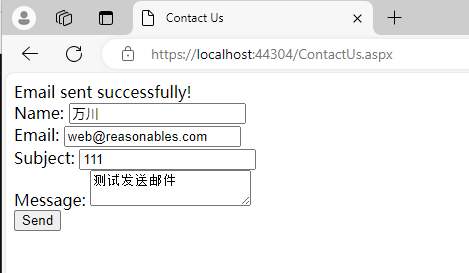 Contact Us
https://localhost:44304/ContactUs.aspx
Email sent successfully!
Name: 万川
Email: web@reasonables.com
Subject: 111
Message: 测试发送邮件
Send